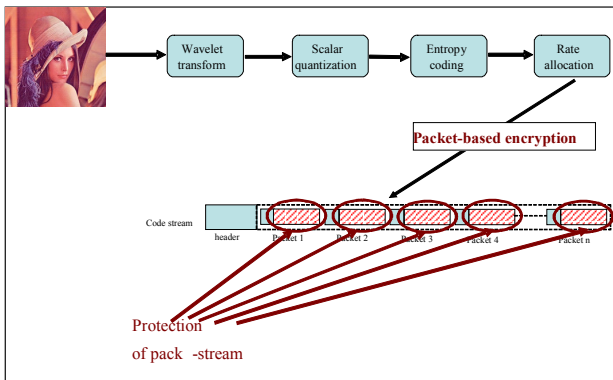 Wavelet
transform
Scalar
quantization
Entropy
coding
Rate
allocation
Packet-based encryption
Code stream
header
Packet 1
Packet 2
Packet 3
Packet 4
Packet n
Protection
of pack -stream